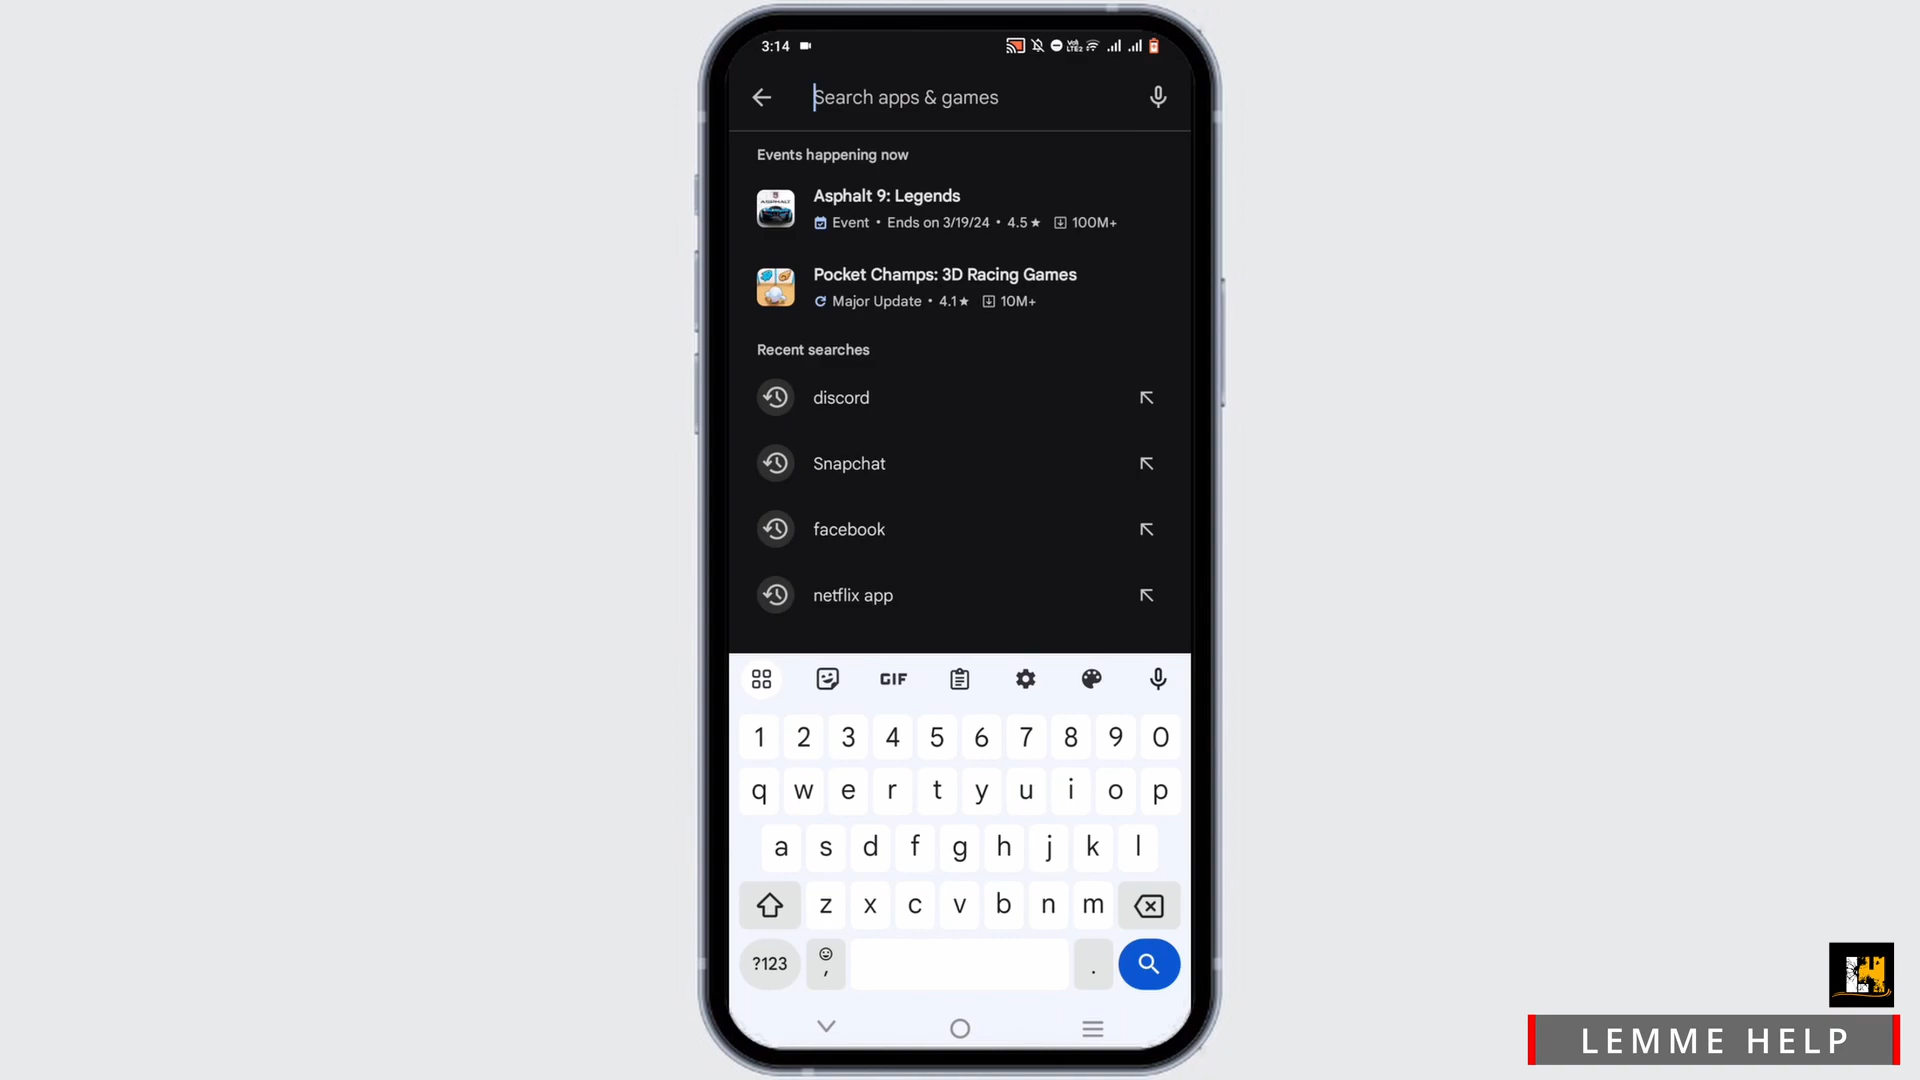 3:14
Search apps & games
Events happening now
Asphalt 9: Legends
Event • Ends on 3/19/24 • 4.5★ 100M+
Pocket Champs: 3D Racing Games
Major Update • 4.1★ 10M+
Recent searches
discord
Snapchat
facebook
netflix app
GIF
1 2 3 4 5 6 7 8 9 0
q w e r t y u i o p
a s d f g h j k l
z x c v b n m
?123 , .
LEMME HELP